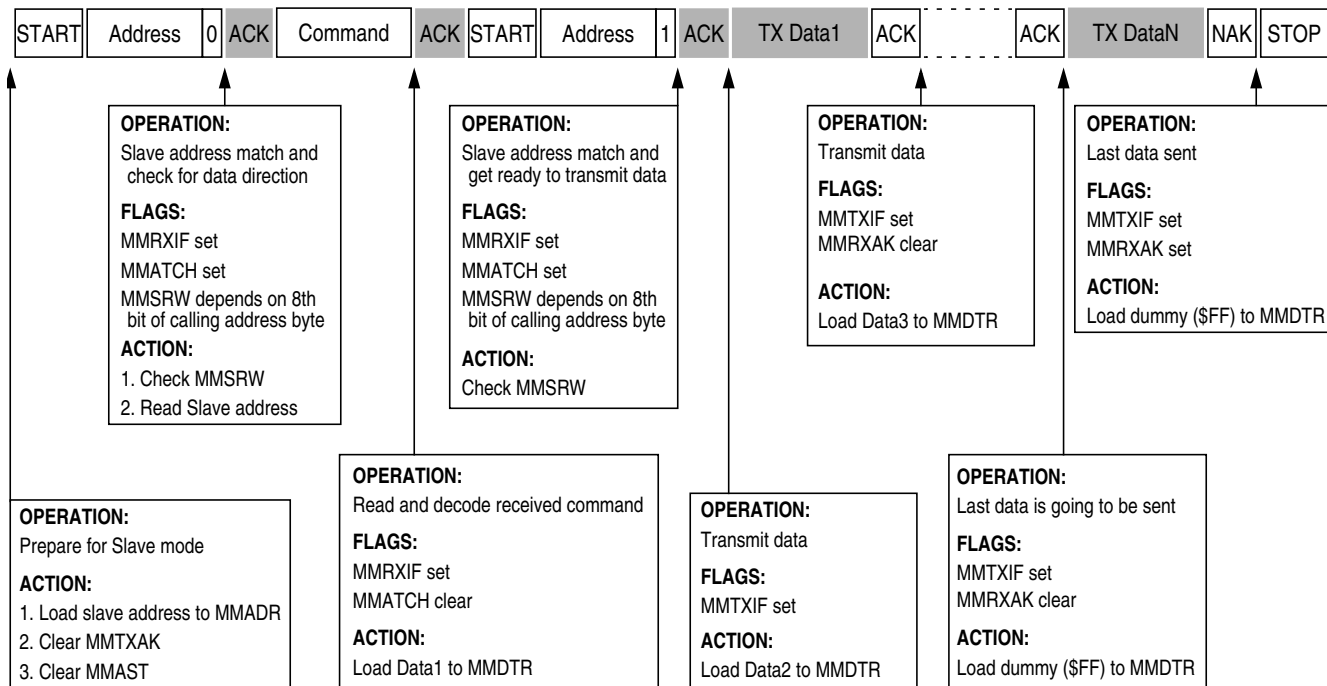 START Address 0 ACK Command ACK START Address 1 ACK TX Data1 ACK ACK TX DataN NAK STOP
OPERATION:
Slave address match and
check for data direction
FLAGS:
MMRXIF set
MMATCH set
MMSRW depends on 8th
bit of calling address byte
ACTION:
1. Check MMSRW
2. Read Slave address
OPERATION:
Slave address match and
get ready to transmit data
FLAGS:
MMRXIF set
MMATCH set
MMSRW depends on 8th
bit of calling address byte
ACTION:
Check MMSRW
OPERATION:
Transmit data
FLAGS:
MMTXIF set
MMRXAK clear
ACTION:
Load Data3 to MMDTR
OPERATION:
Last data sent
FLAGS:
MMTXIF set
MMRXAK set
ACTION:
Load dummy ($FF) to MMDTR
OPERATION:
Prepare for Slave mode
ACTION:
1. Load slave address to MMADR
2. Clear MMTXAK
3. Clear MMAST
OPERATION:
Read and decode received command
FLAGS:
MMRXIF set
MMATCH clear
ACTION:
Load Data1 to MMDTR
OPERATION:
Transmit data
FLAGS:
MMTXIF set
ACTION:
Load Data2 to MMDTR
OPERATION:
Last data is going to be sent
FLAGS:
MMTXIF set
MMRXAK clear
ACTION:
Load dummy ($FF) to MMDTR